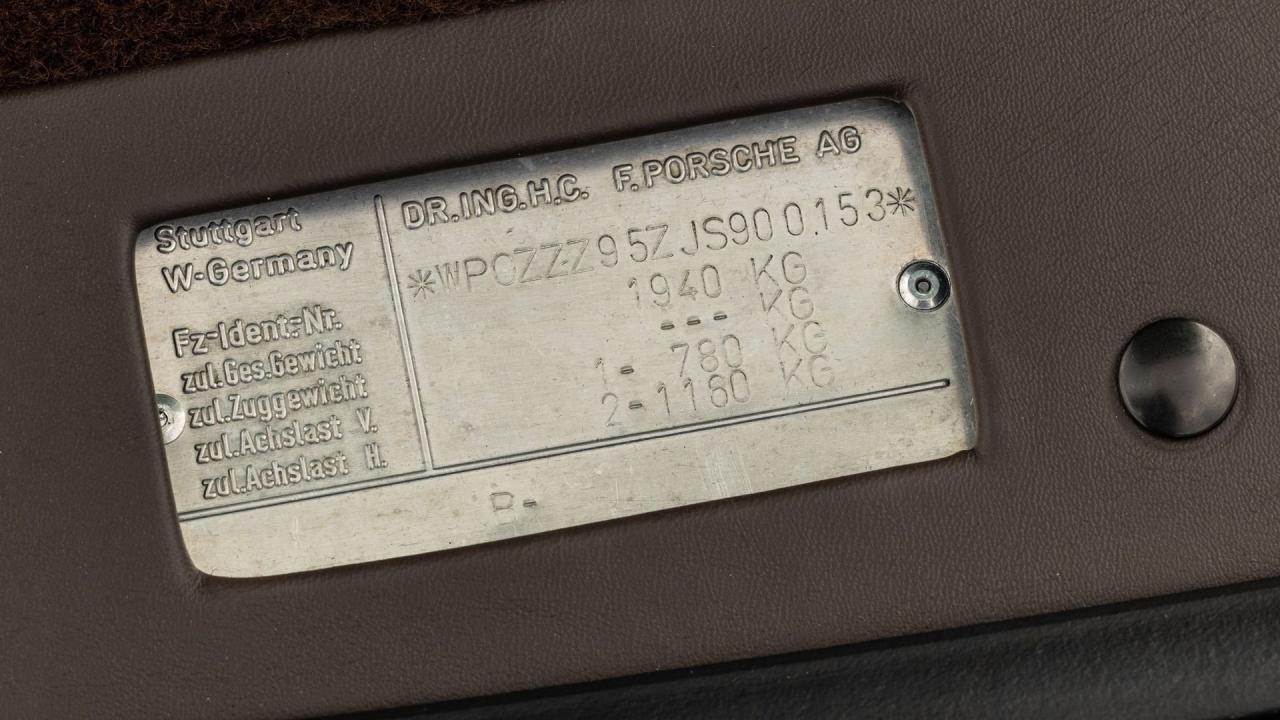 Stuttgart
W-Germany
DR.ING.H.C. F.PORSCHE AG
Fz-Ident.-Nr.
*WP0ZZZ95ZJS900153*
zul.Ges.Gewicht
1940 KG
zul.Zuggewicht
--- KG
zul.Achslast V.
1- 780 KG
zul.Achslast H.
2-1160 KG
B-